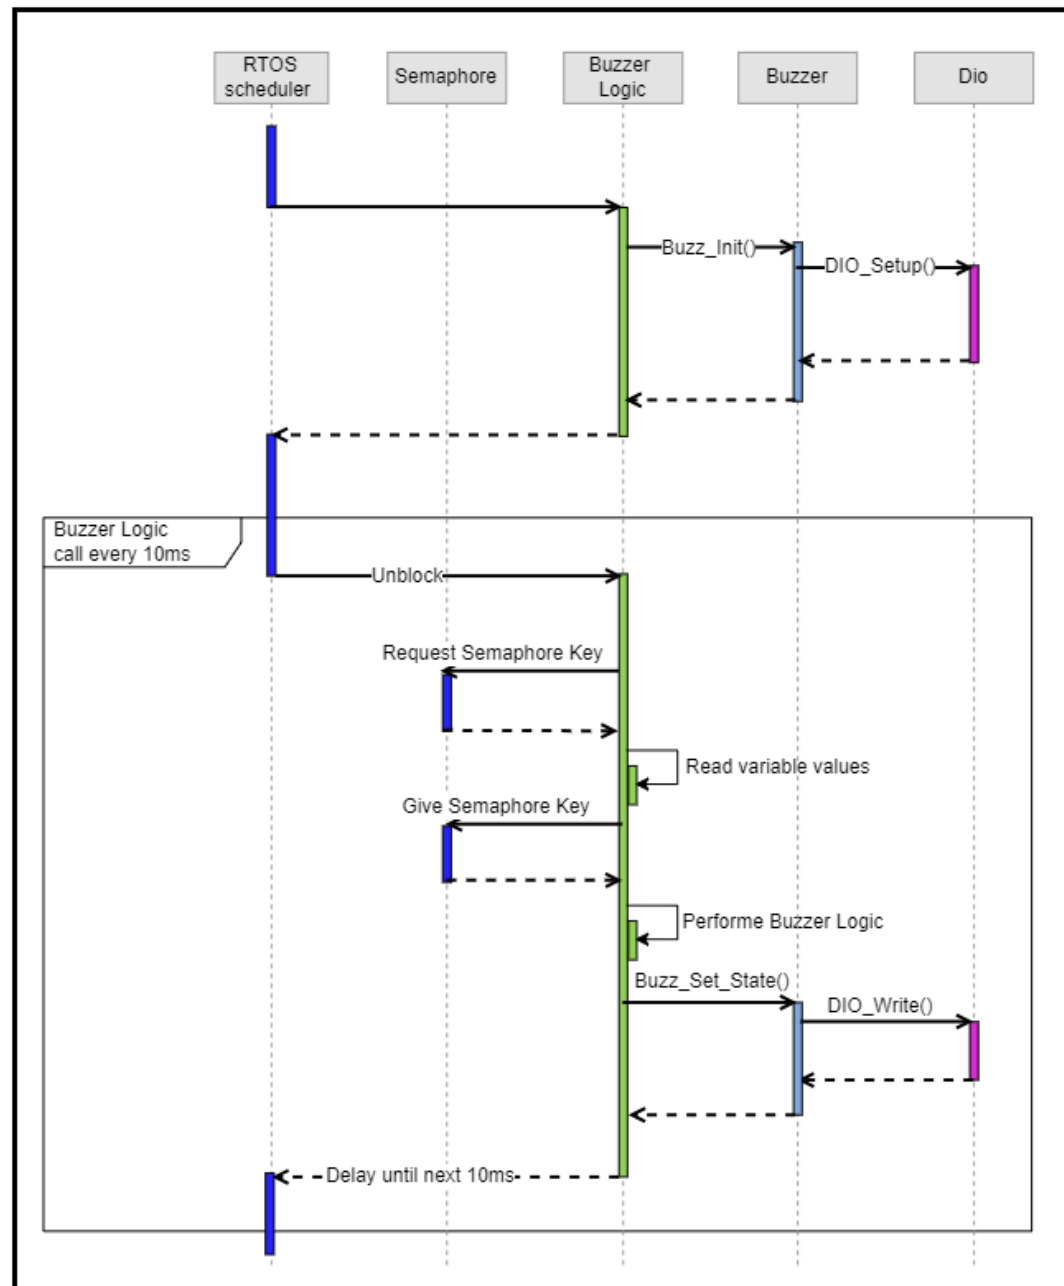 RTOS
scheduler
Semaphore
Buzzer
Logic
Buzzer
Dio
Buzz_Init()
DIO_Setup()
Buzzer Logic
call every 10ms
Unblock
Request Semaphore Key
Read variable values
Give Semaphore Key
Performe Buzzer Logic
Buzz_Set_State()
DIO_Write()
Delay until next 10ms